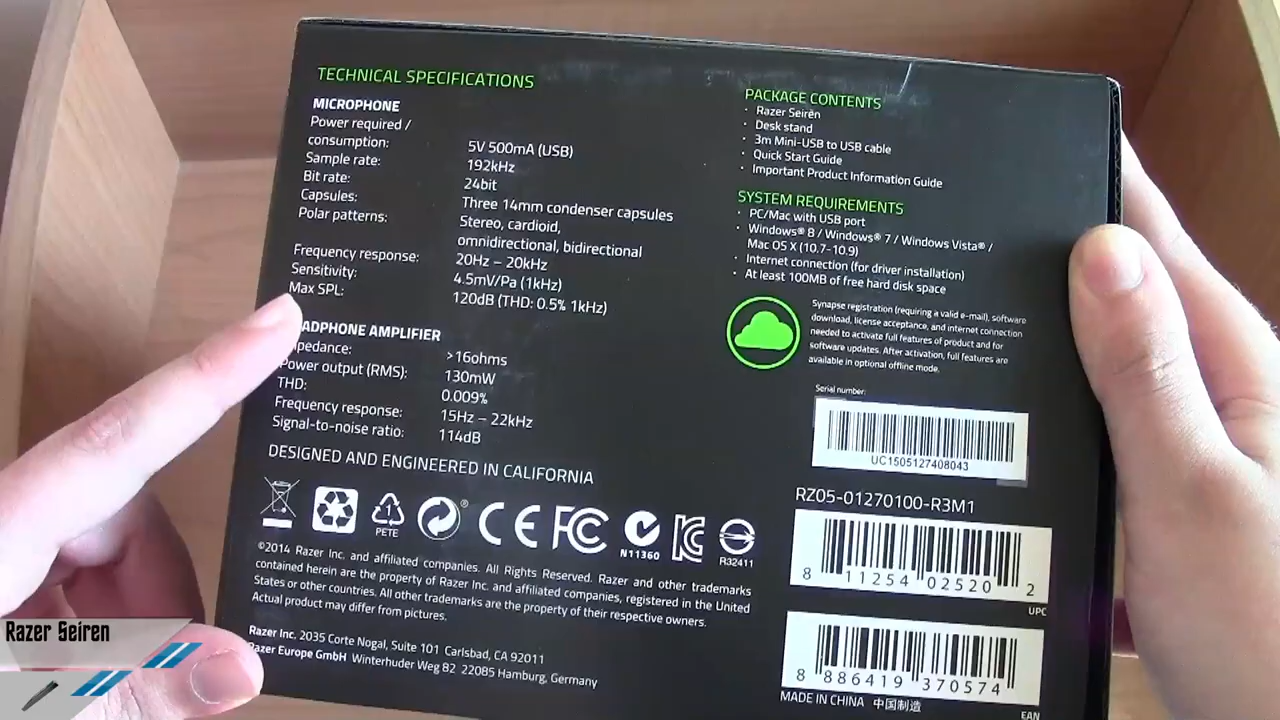 TECHNICAL SPECIFICATIONS
MICROPHONE
Power required /
consumption: 5V 500mA (USB)
Sample rate: 192kHz
Bit rate: 24bit
Capsules: Three 14mm condenser capsules
Polar patterns: Stereo, cardioid,
omnidirectional, bidirectional
Frequency response: 20Hz – 20kHz
Sensitivity: 4.5mV/Pa (1kHz)
Max SPL: 120dB (THD: 0.5% 1kHz)
ADPHONE AMPLIFIER
mpedance: >16ohms
Power output (RMS): 130mW
THD: 0.009%
Frequency response: 15Hz – 22kHz
Signal-to-noise ratio: 114dB
DESIGNED AND ENGINEERED IN CALIFORNIA
1
PETE
®
CE FC
N11360
R32411
©2014 Razer Inc. and affiliated companies. All Rights Reserved. Razer and other trademarks
contained herein are the property of Razer Inc. and affiliated companies, registered in the United
States or other countries. All other trademarks are the property of their respective owners.
Actual product may differ from pictures.
Razer Inc. 2035 Corte Nogal, Suite 101 Carlsbad, CA 92011
Razer Europe GmbH Winterhuder Weg 82 22085 Hamburg, Germany
PACKAGE CONTENTS
· Razer Seirēn
· Desk stand
· 3m Mini-USB to USB cable
· Quick Start Guide
· Important Product Information Guide
SYSTEM REQUIREMENTS
· PC/Mac with USB port
· Windows® 8 / Windows® 7 / Windows Vista® /
Mac OS X (10.7-10.9)
· Internet connection (for driver installation)
· At least 100MB of free hard disk space
Synapse registration (requiring a valid e-mail), software
download, license acceptance, and internet connection
needed to activate full features of product and for
software updates. After activation, full features are
available in optional offline mode.
Serial number:
UC1505127408043
RZ05-01270100-R3M1
8 11254 02520 2
UPC
8 886419 370574
EAN
MADE IN CHINA 中国制造
Razer Seiren